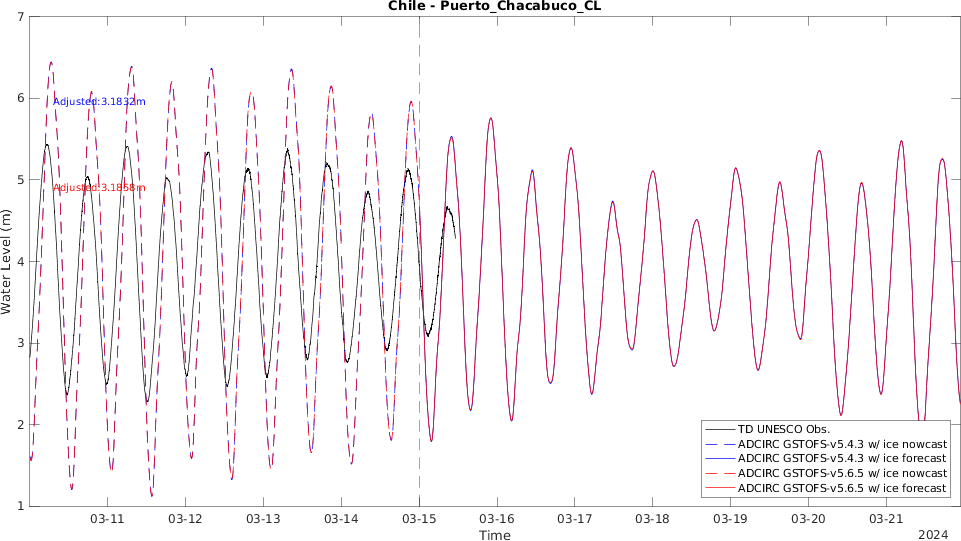 Chile - Puerto_Chacabuco_CL
7
6
5
4
3
2
1
Water Level (m)
Adjusted:3.1832m
Adjusted:3.1868m
TD UNESCO Obs.
ADCIRC GSTOFS-v5.4.3 w/ ice nowcast
ADCIRC GSTOFS-v5.4.3 w/ ice forecast
ADCIRC GSTOFS-v5.6.5 w/ ice nowcast
ADCIRC GSTOFS-v5.6.5 w/ ice forecast
03-11 03-12 03-13 03-14 03-15 03-16 03-17 03-18 03-19 03-20 03-21
Time
2024